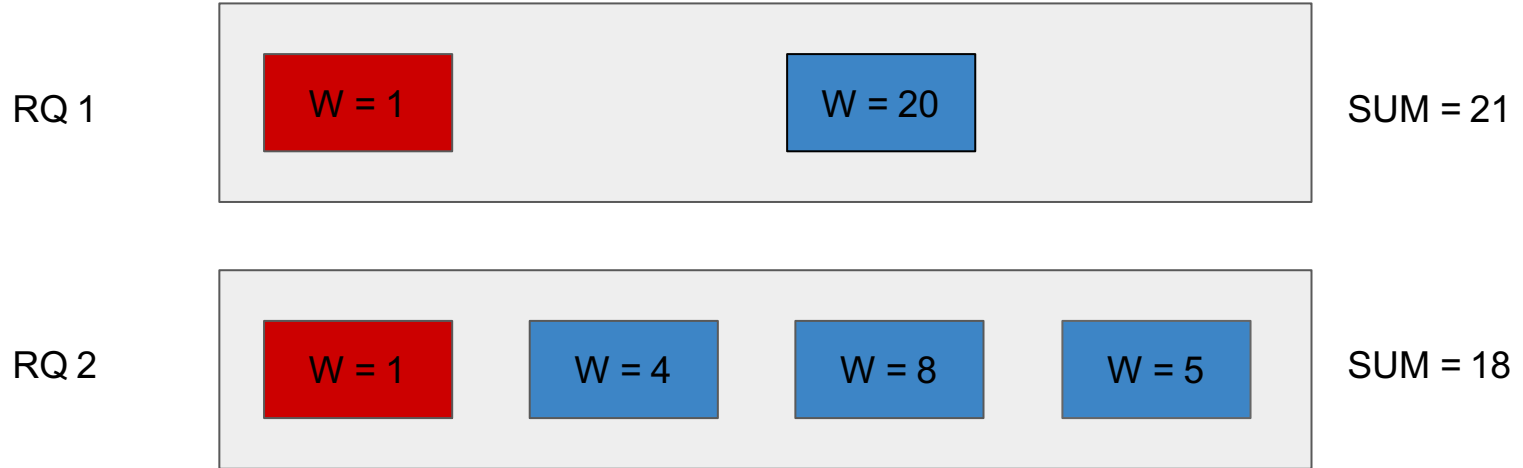 RQ 1 W = 1 W = 20 SUM = 21
RQ 2 W = 1 W = 4 W = 8 W = 5 SUM = 18